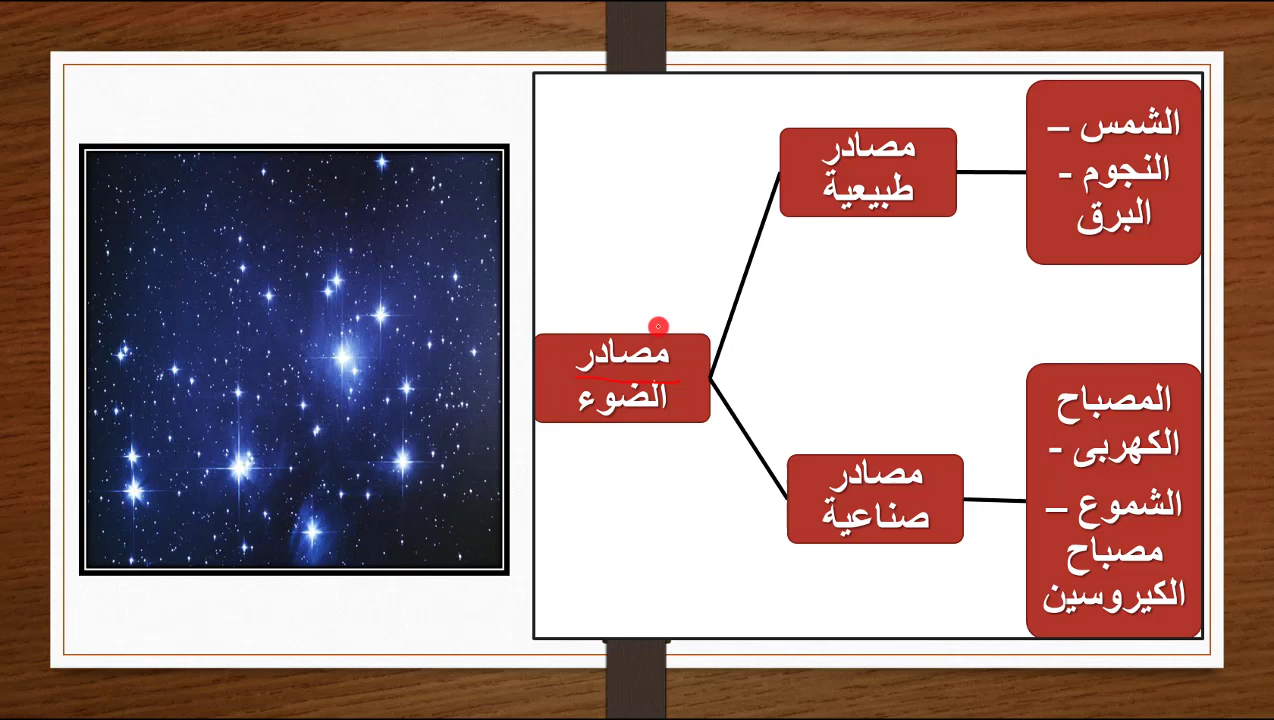 مصادر
الضوء
مصادر
طبيعية
الشمس –
النجوم -
البرق
مصادر
صناعية
المصباح
الكهربى -
الشموع –
مصباح
الكيروسين